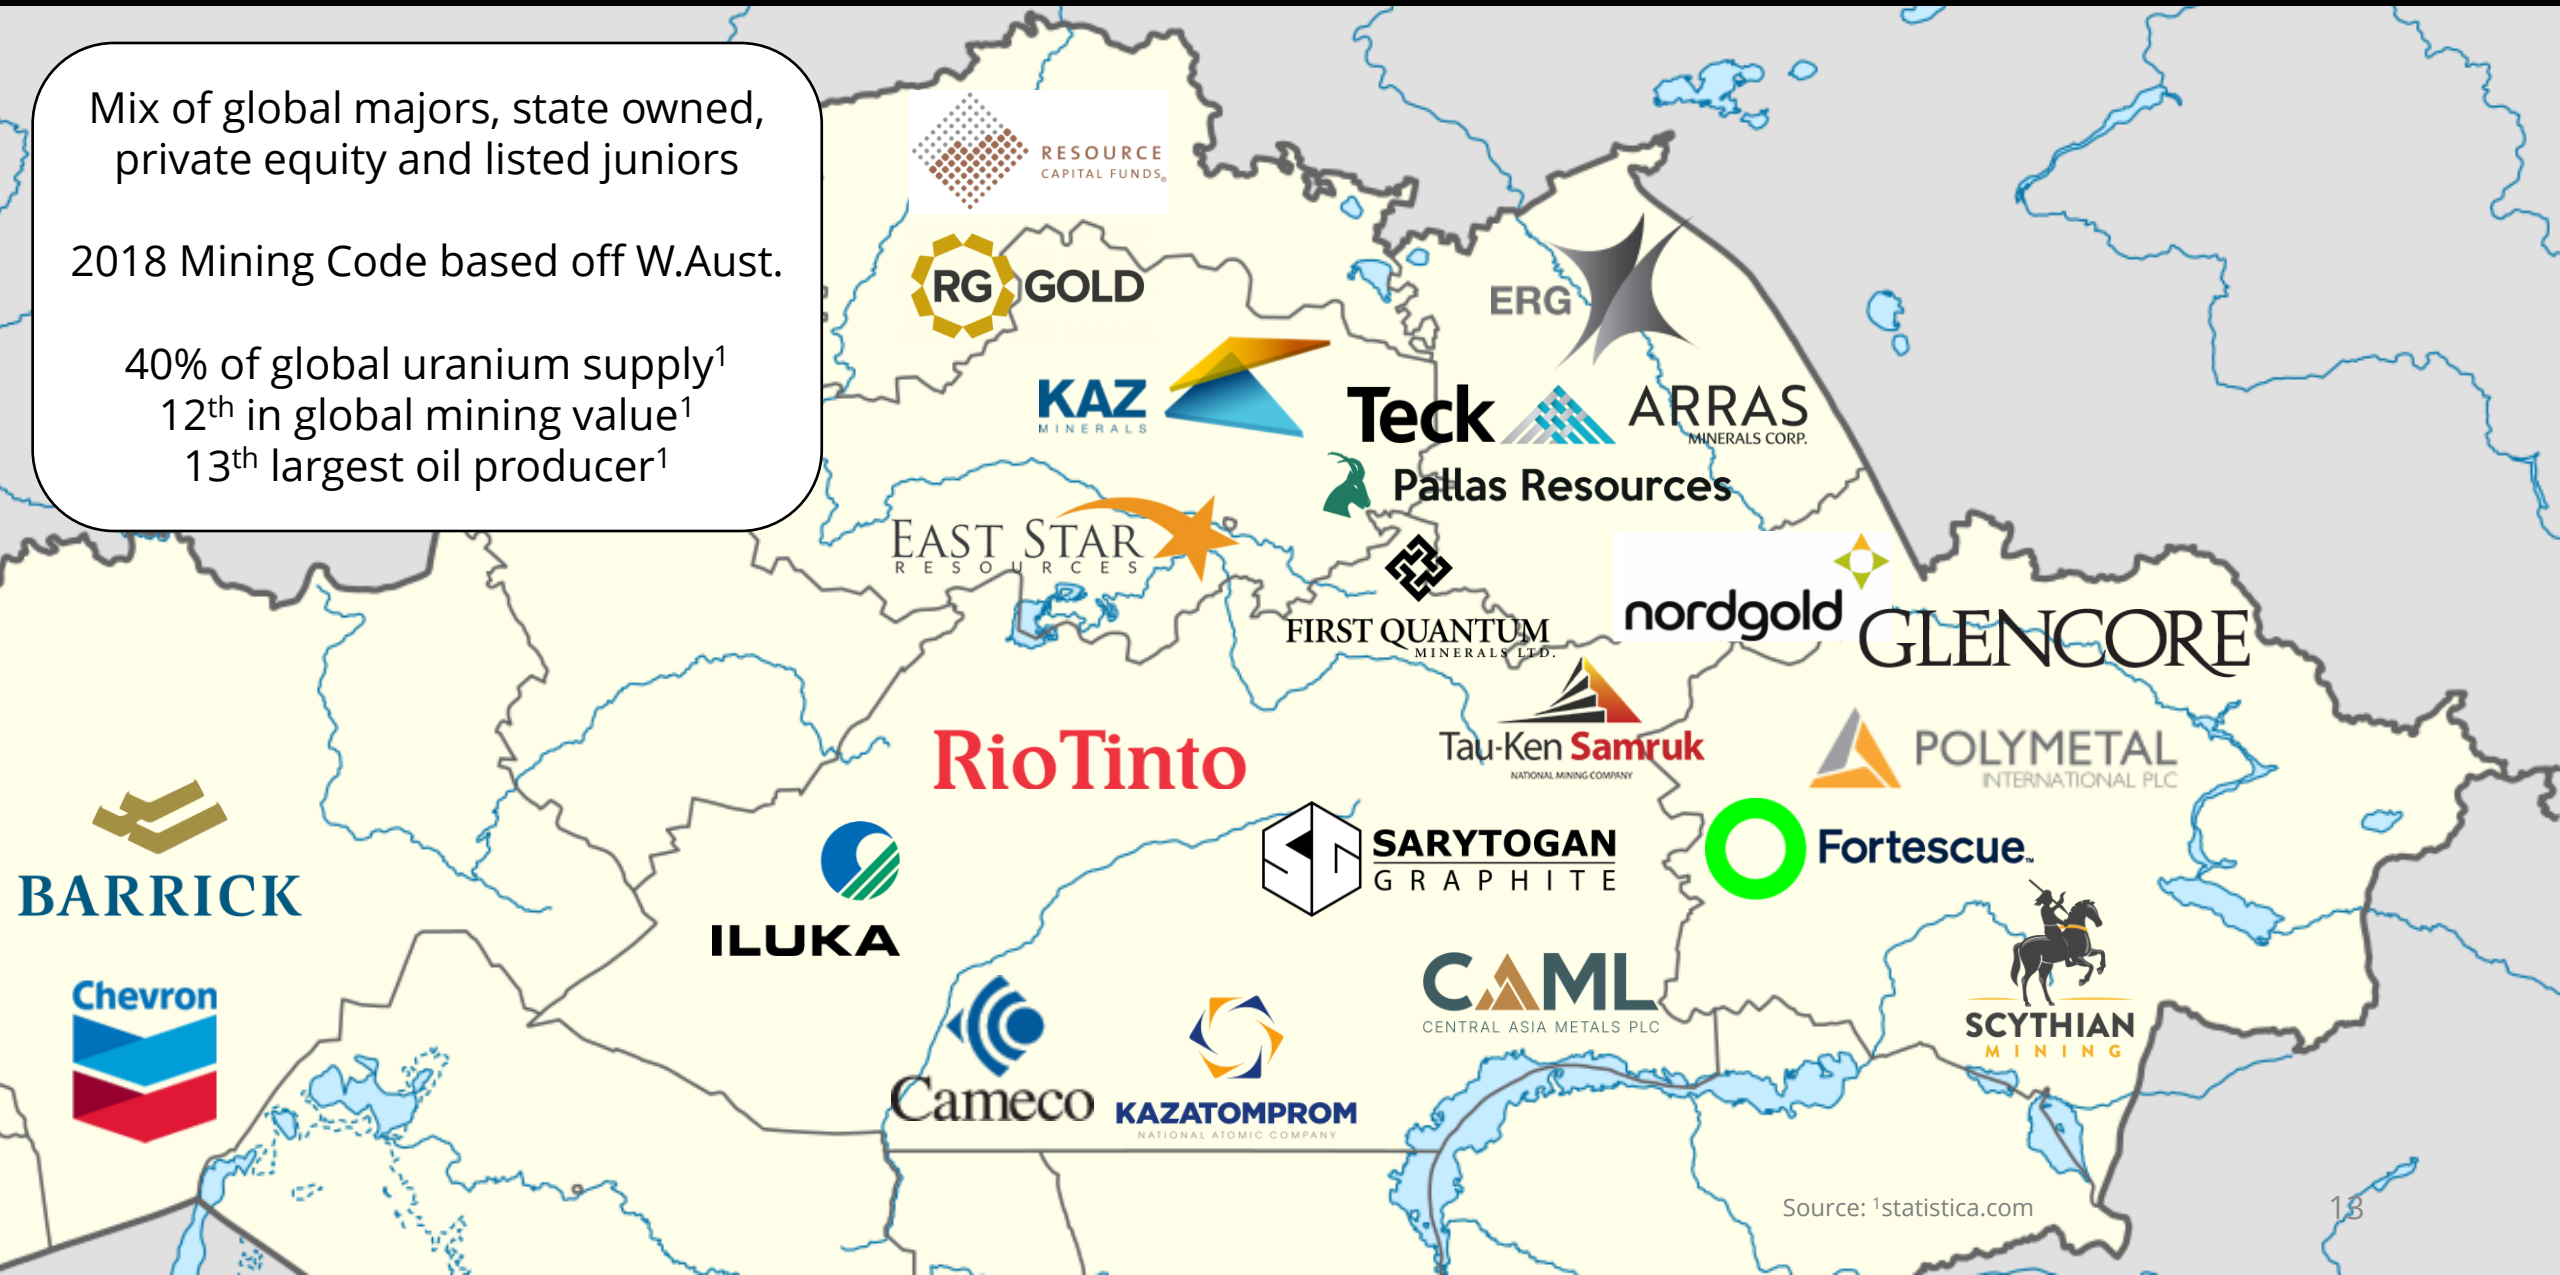 Mix of global majors, state owned,
private equity and listed juniors
2018 Mining Code based off W.Aust.
40% of global uranium supply¹
12th in global mining value¹
13th largest oil producer¹
RESOURCE
CAPITAL FUNDS®
RG GOLD
ERG
KAZ
MINERALS
Teck
ARRAS
MINERALS CORP.
Pallas Resources
EAST STAR
RESOURCES
FIRST QUANTUM
MINERALS LTD.
nordgold
GLENCORE
RioTinto
Tau-Ken Samruk
NATIONAL MINING COMPANY
POLYMETAL
INTERNATIONAL PLC
BARRICK
ILUKA
SARYTOGAN
GRAPHITE
Fortescue™
Chevron
Cameco
KAZATOMPROM
NATIONAL ATOMIC COMPANY
CAML
CENTRAL ASIA METALS PLC
SCYTHIAN
MINING
Source: ¹statistica.com
13